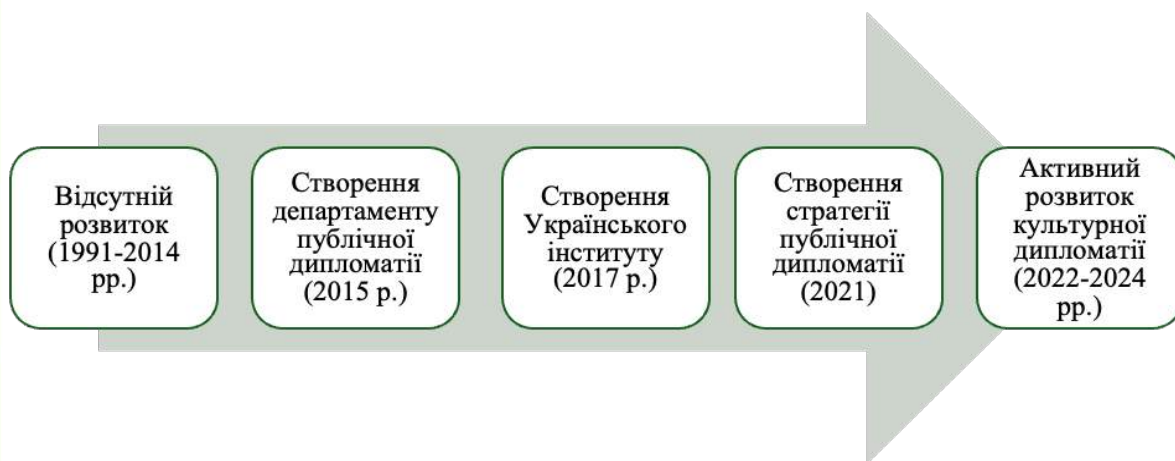 Відсутній
розвиток
(1991-2014
рр.)
Створення
департаменту
публічної
дипломатії
(2015 р.)
Створення
Українського
інституту
(2017 р.)
Створення
стратегії
публічної
дипломатії
(2021)
Активний
розвиток
культурної
дипломатії
(2022-2024
рр.)